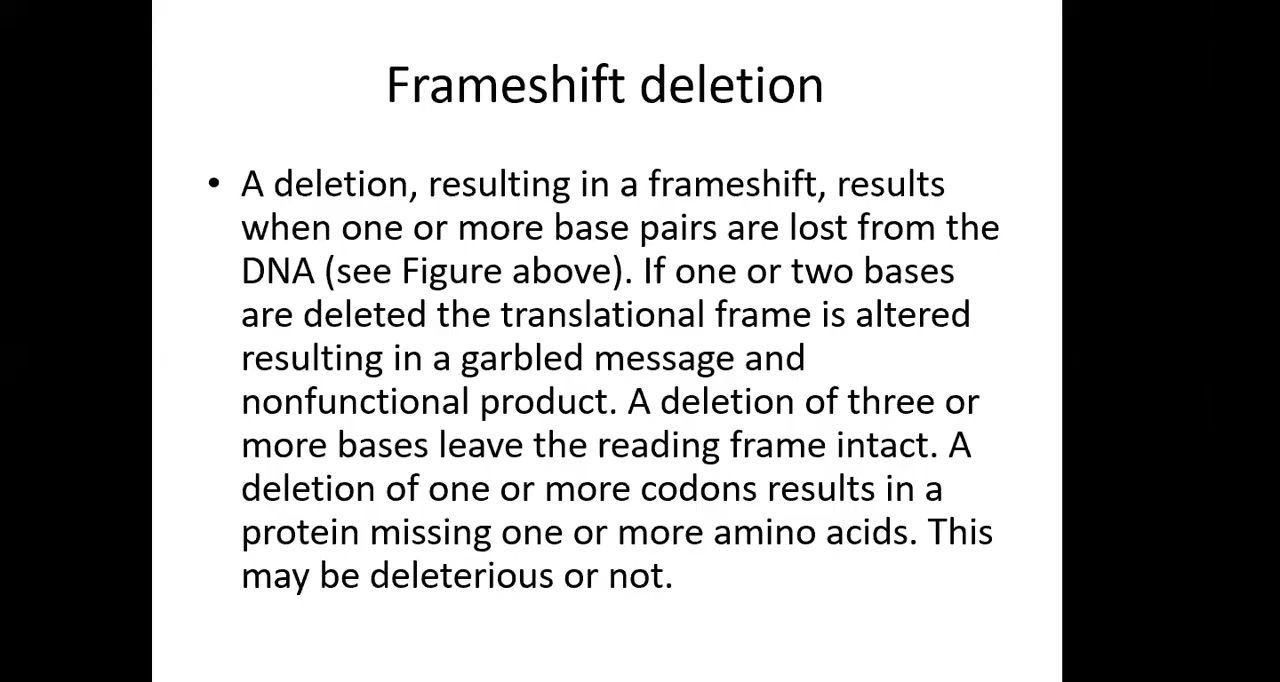 Frameshift deletion
• A deletion, resulting in a frameshift, results
when one or more base pairs are lost from the
DNA (see Figure above). If one or two bases
are deleted the translational frame is altered
resulting in a garbled message and
nonfunctional product. A deletion of three or
more bases leave the reading frame intact. A
deletion of one or more codons results in a
protein missing one or more amino acids. This
may be deleterious or not.